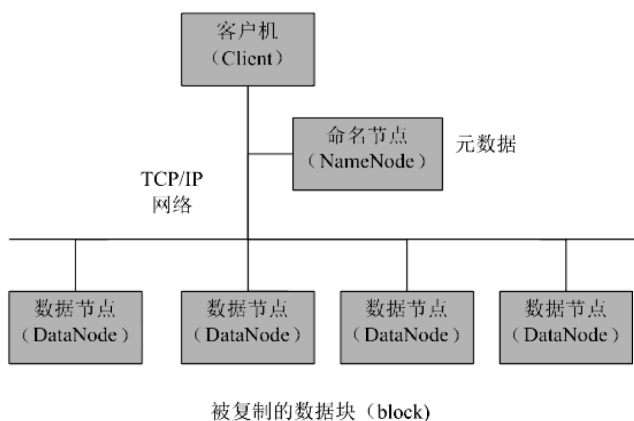 客户机
（Client）
命名节点
（NameNode）
元数据
TCP/IP
网络
数据节点
（DataNode）
数据节点
（DataNode）
数据节点
（DataNode）
数据节点
（DataNode）
被复制的数据块（block)